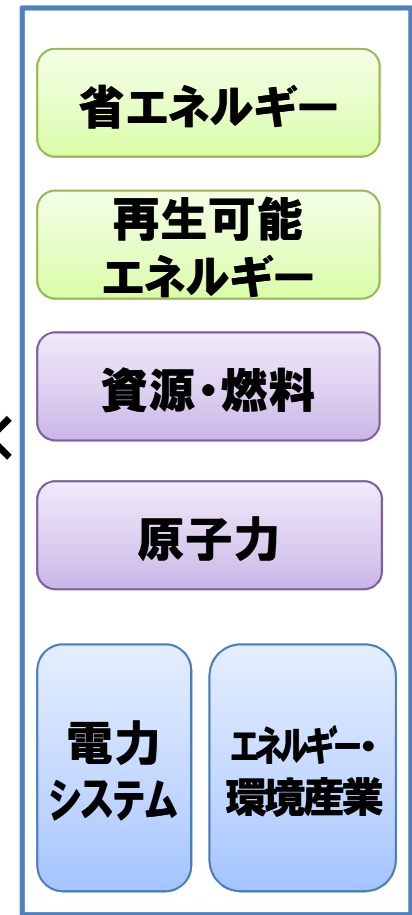 省エネルギー
再生可能
エネルギー
資源・燃料
原子力
電力
システム
エネルギー・
環境産業